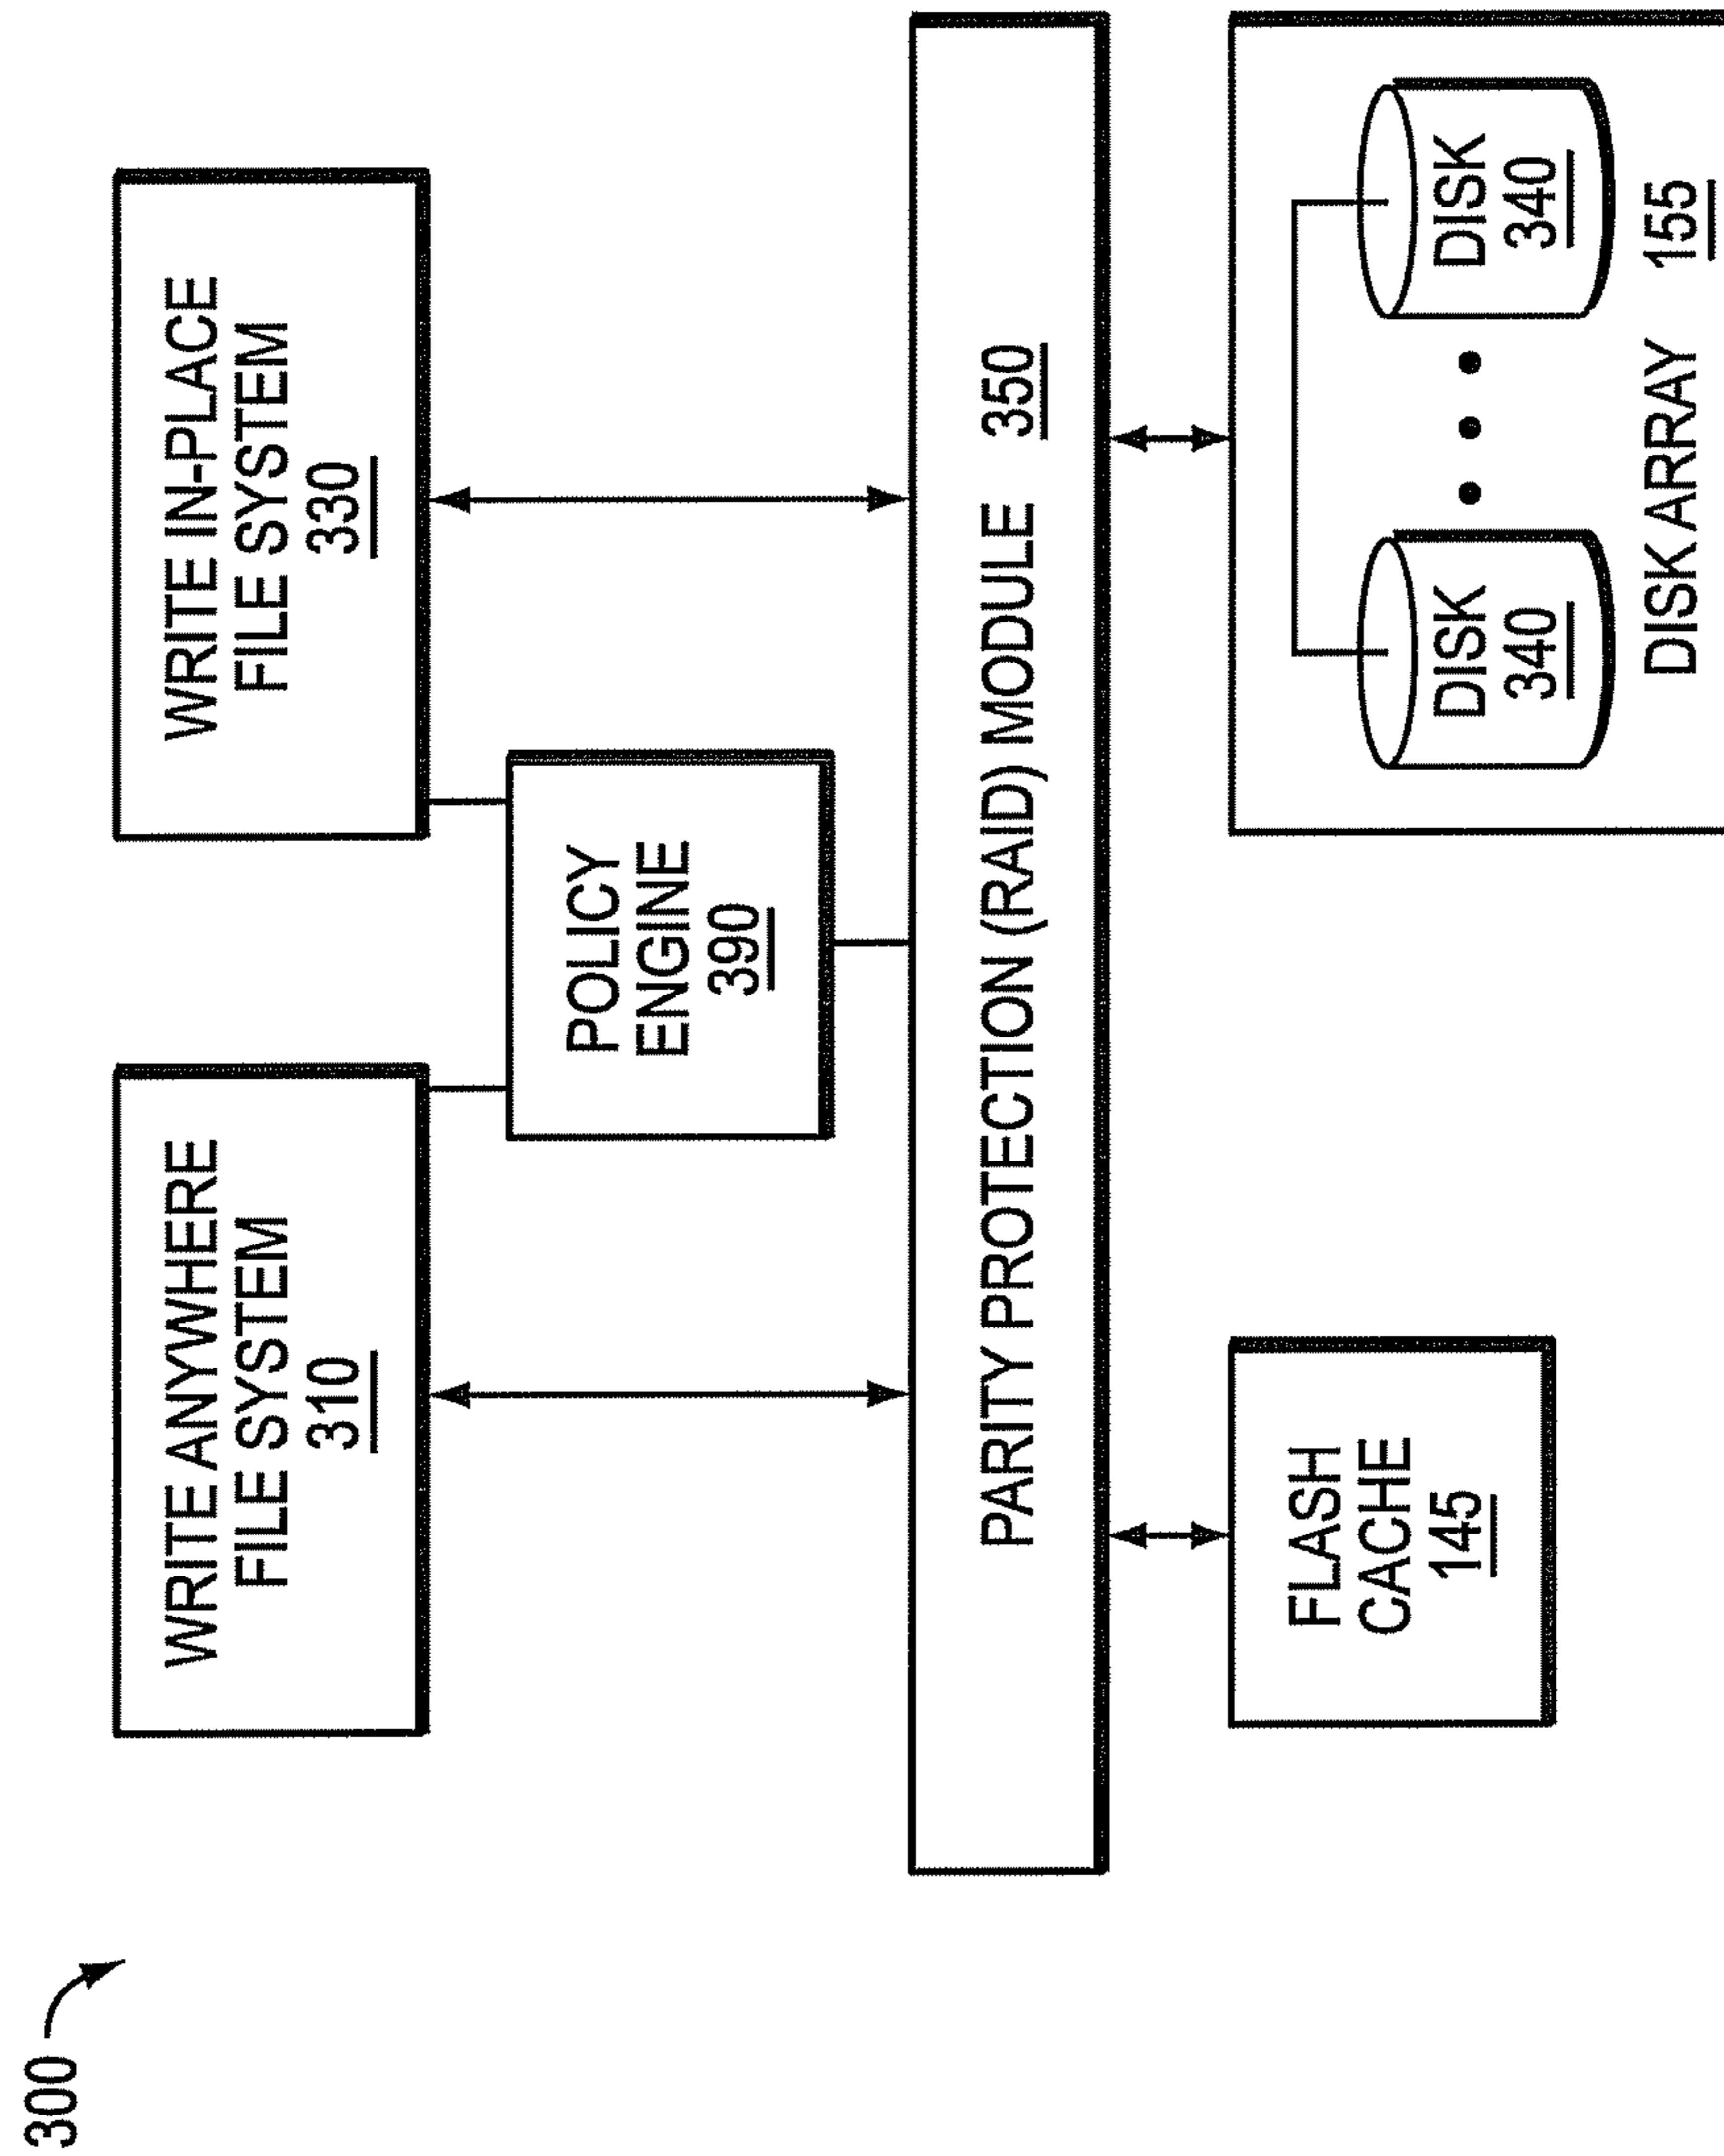 300
WRITE ANYWHERE
FILE SYSTEM
310
WRITE IN-PLACE
FILE SYSTEM
330
POLICY
ENGINE
390
PARITY PROTECTION (RAID) MODULE 350
FLASH
CACHE
145
DISK
340
DISK
340
DISK ARRAY 155